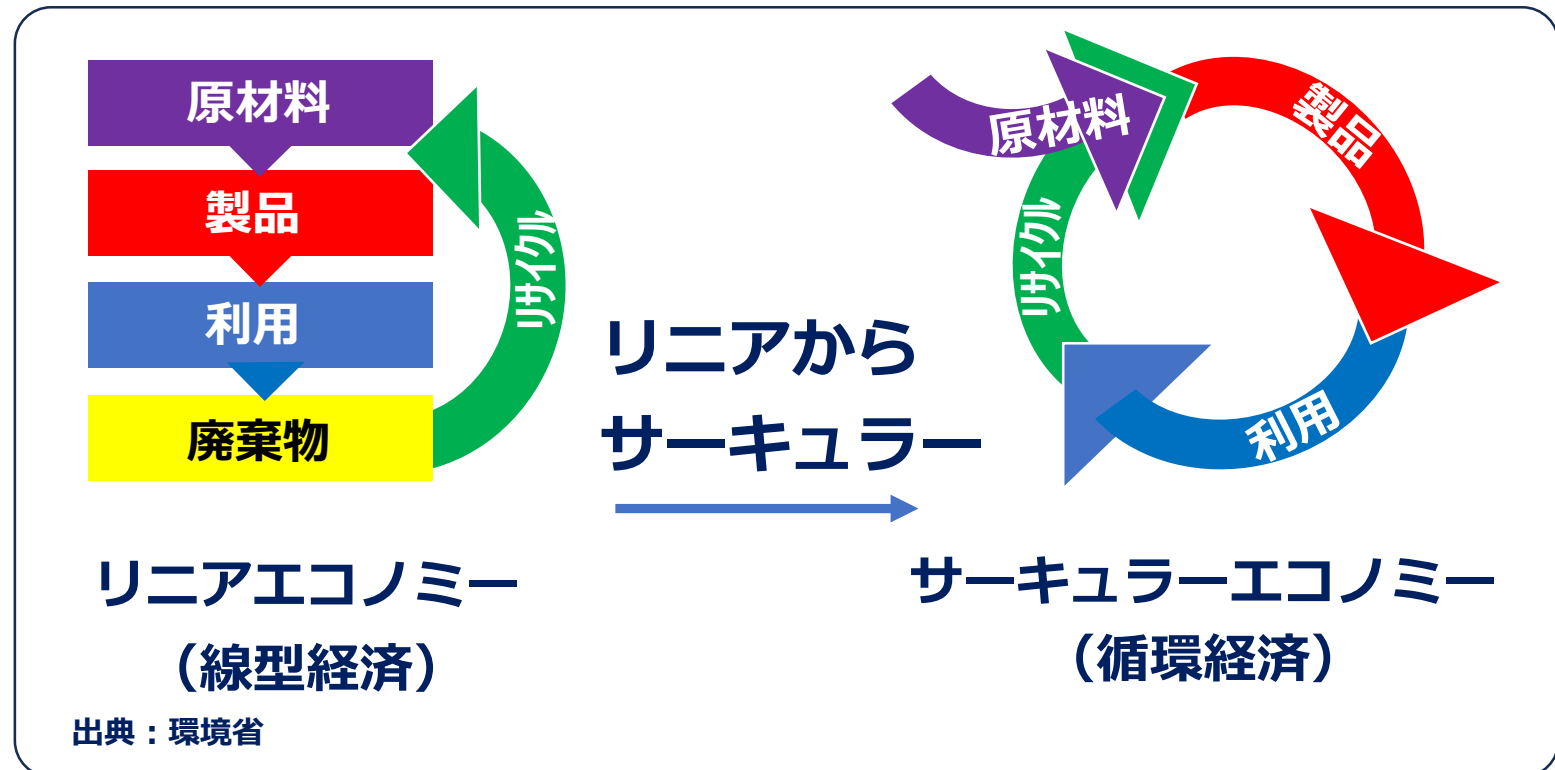 原材料
製品
利用
廃棄物
リサイクル
リニアから
サーキュラー
原材料
製品
利用
リサイクル
リニアエコノミー
（線型経済）
サーキュラーエコノミー
（循環経済）
出典：環境省